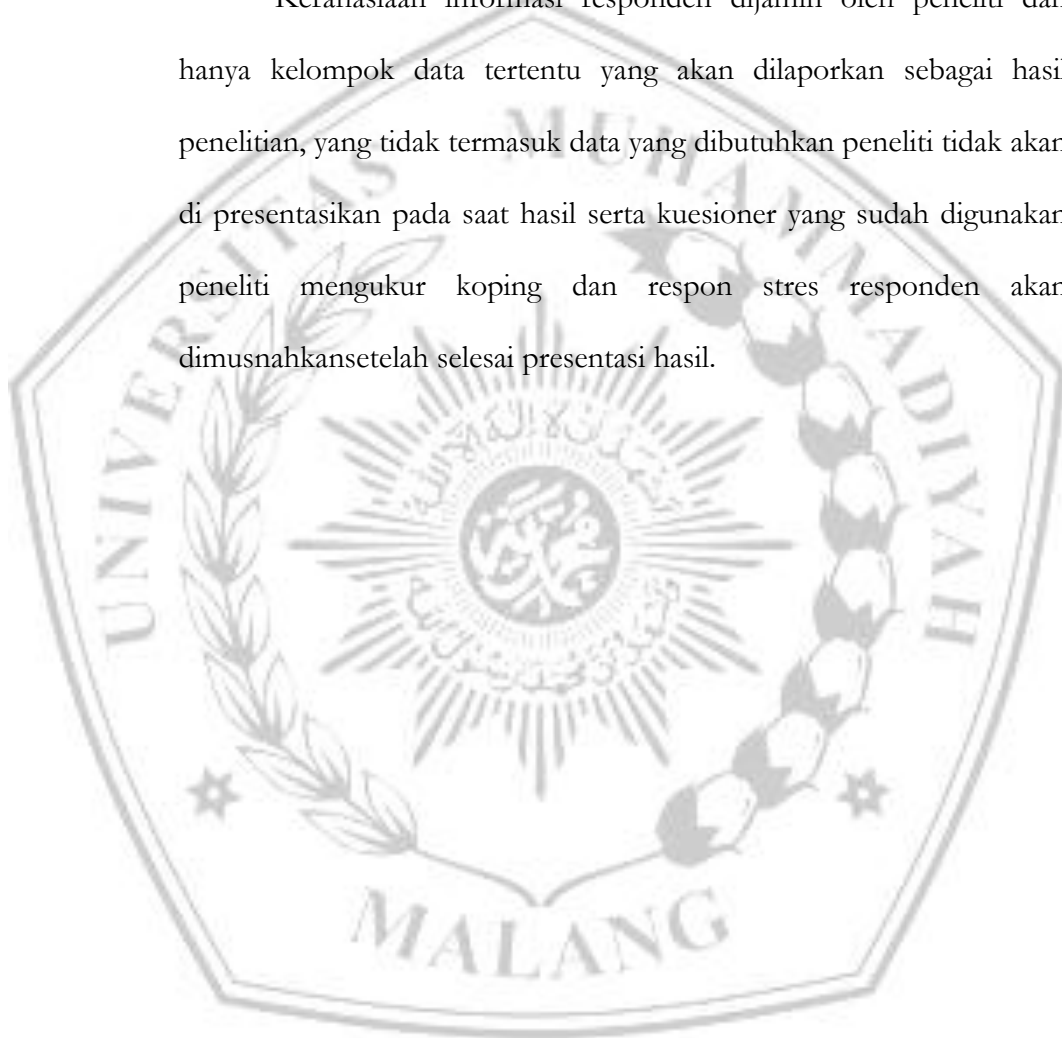 Kerahasiaan informasi responden dijamin oleh peneliti dan
hanya kelompok data tertentu yang akan dilaporkan sebagai hasil
penelitian, yang tidak termasuk data yang dibutuhkan peneliti tidak akan
di presentasikan pada saat hasil serta kuesioner yang sudah digunakan
peneliti mengukur koping dan respon stres responden akan
dimusnahkansetelah selesai presentasi hasil.
UNIVERSITAS MUHAMMADIYAH
MALANG